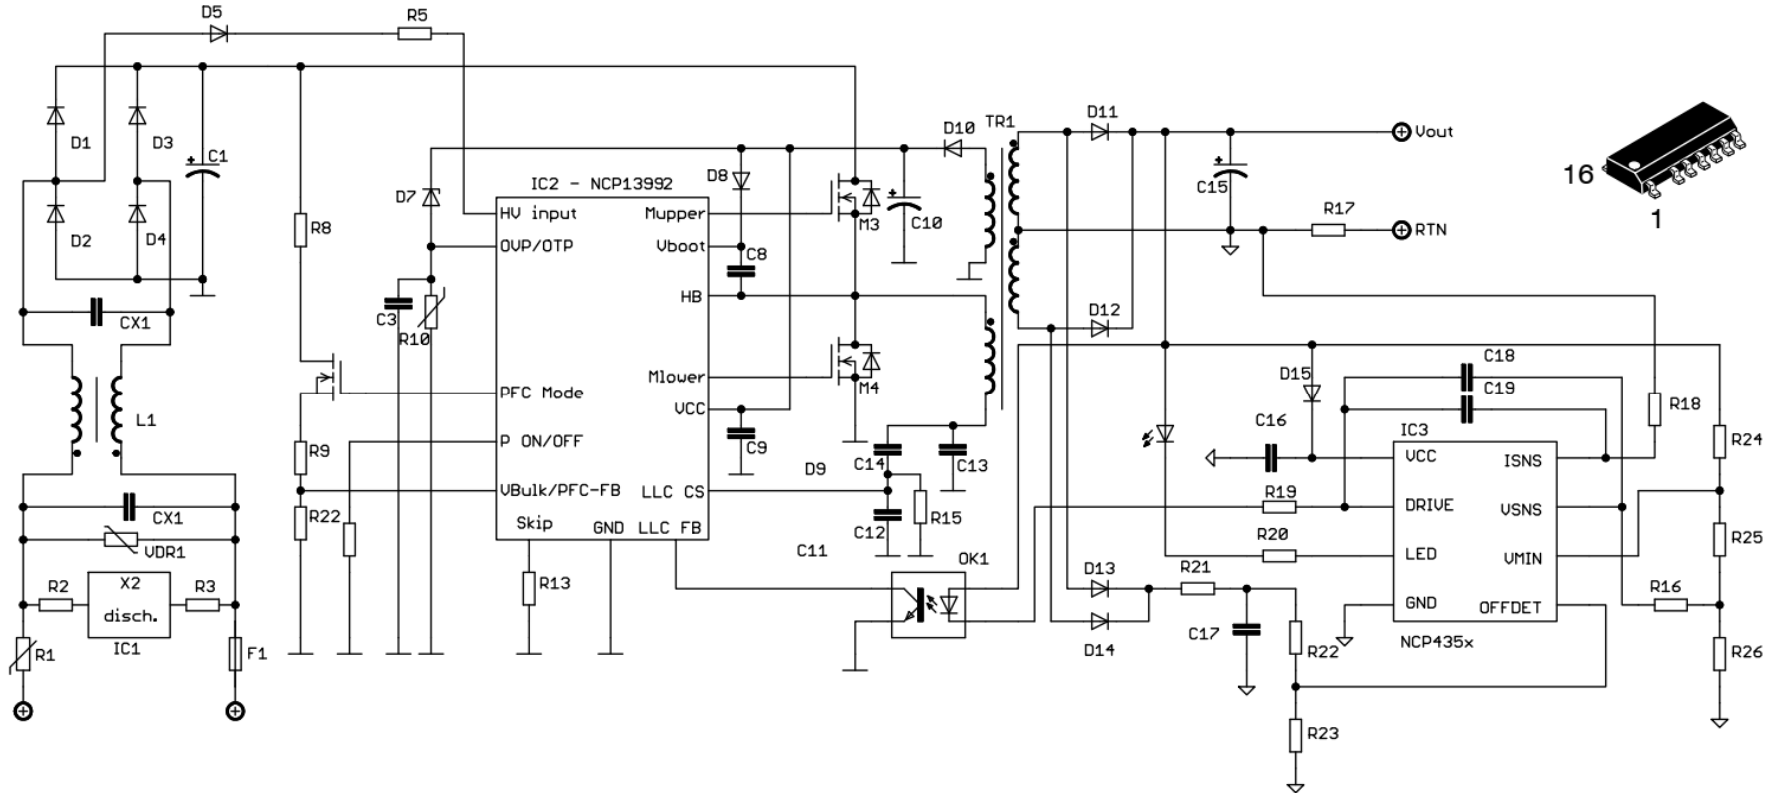 D5
R5
D1
D3
C1
D2
D4
CX1
L1
CX1
VDR1
R2
X2
disch.
R3
IC1
R1
F1
R8
R9
R22
D7
C3
R10
IC2 - NCP13992
HV input
OVP/OTP
PFC Mode
P ON/OFF
VBulk/PFC-FB
Skip
GND
LLC FB
LLC CS
VCC
Mlower
HB
Vboot
Mupper
R13
D8
C8
C9
D9
C11
M3
M4
C10
D10
TR1
C14
C13
C12
R15
OK1
D11
D12
C15
Vout
R17
RTN
D15
C16
C18
C19
R18
R19
R20
IC3
VCC
DRIVE
LED
GND
ISNS
VSNS
VMIN
OFFDET
NCP435x
R24
R25
R16
R26
D13
D14
R21
C17
R22
R23
16
1